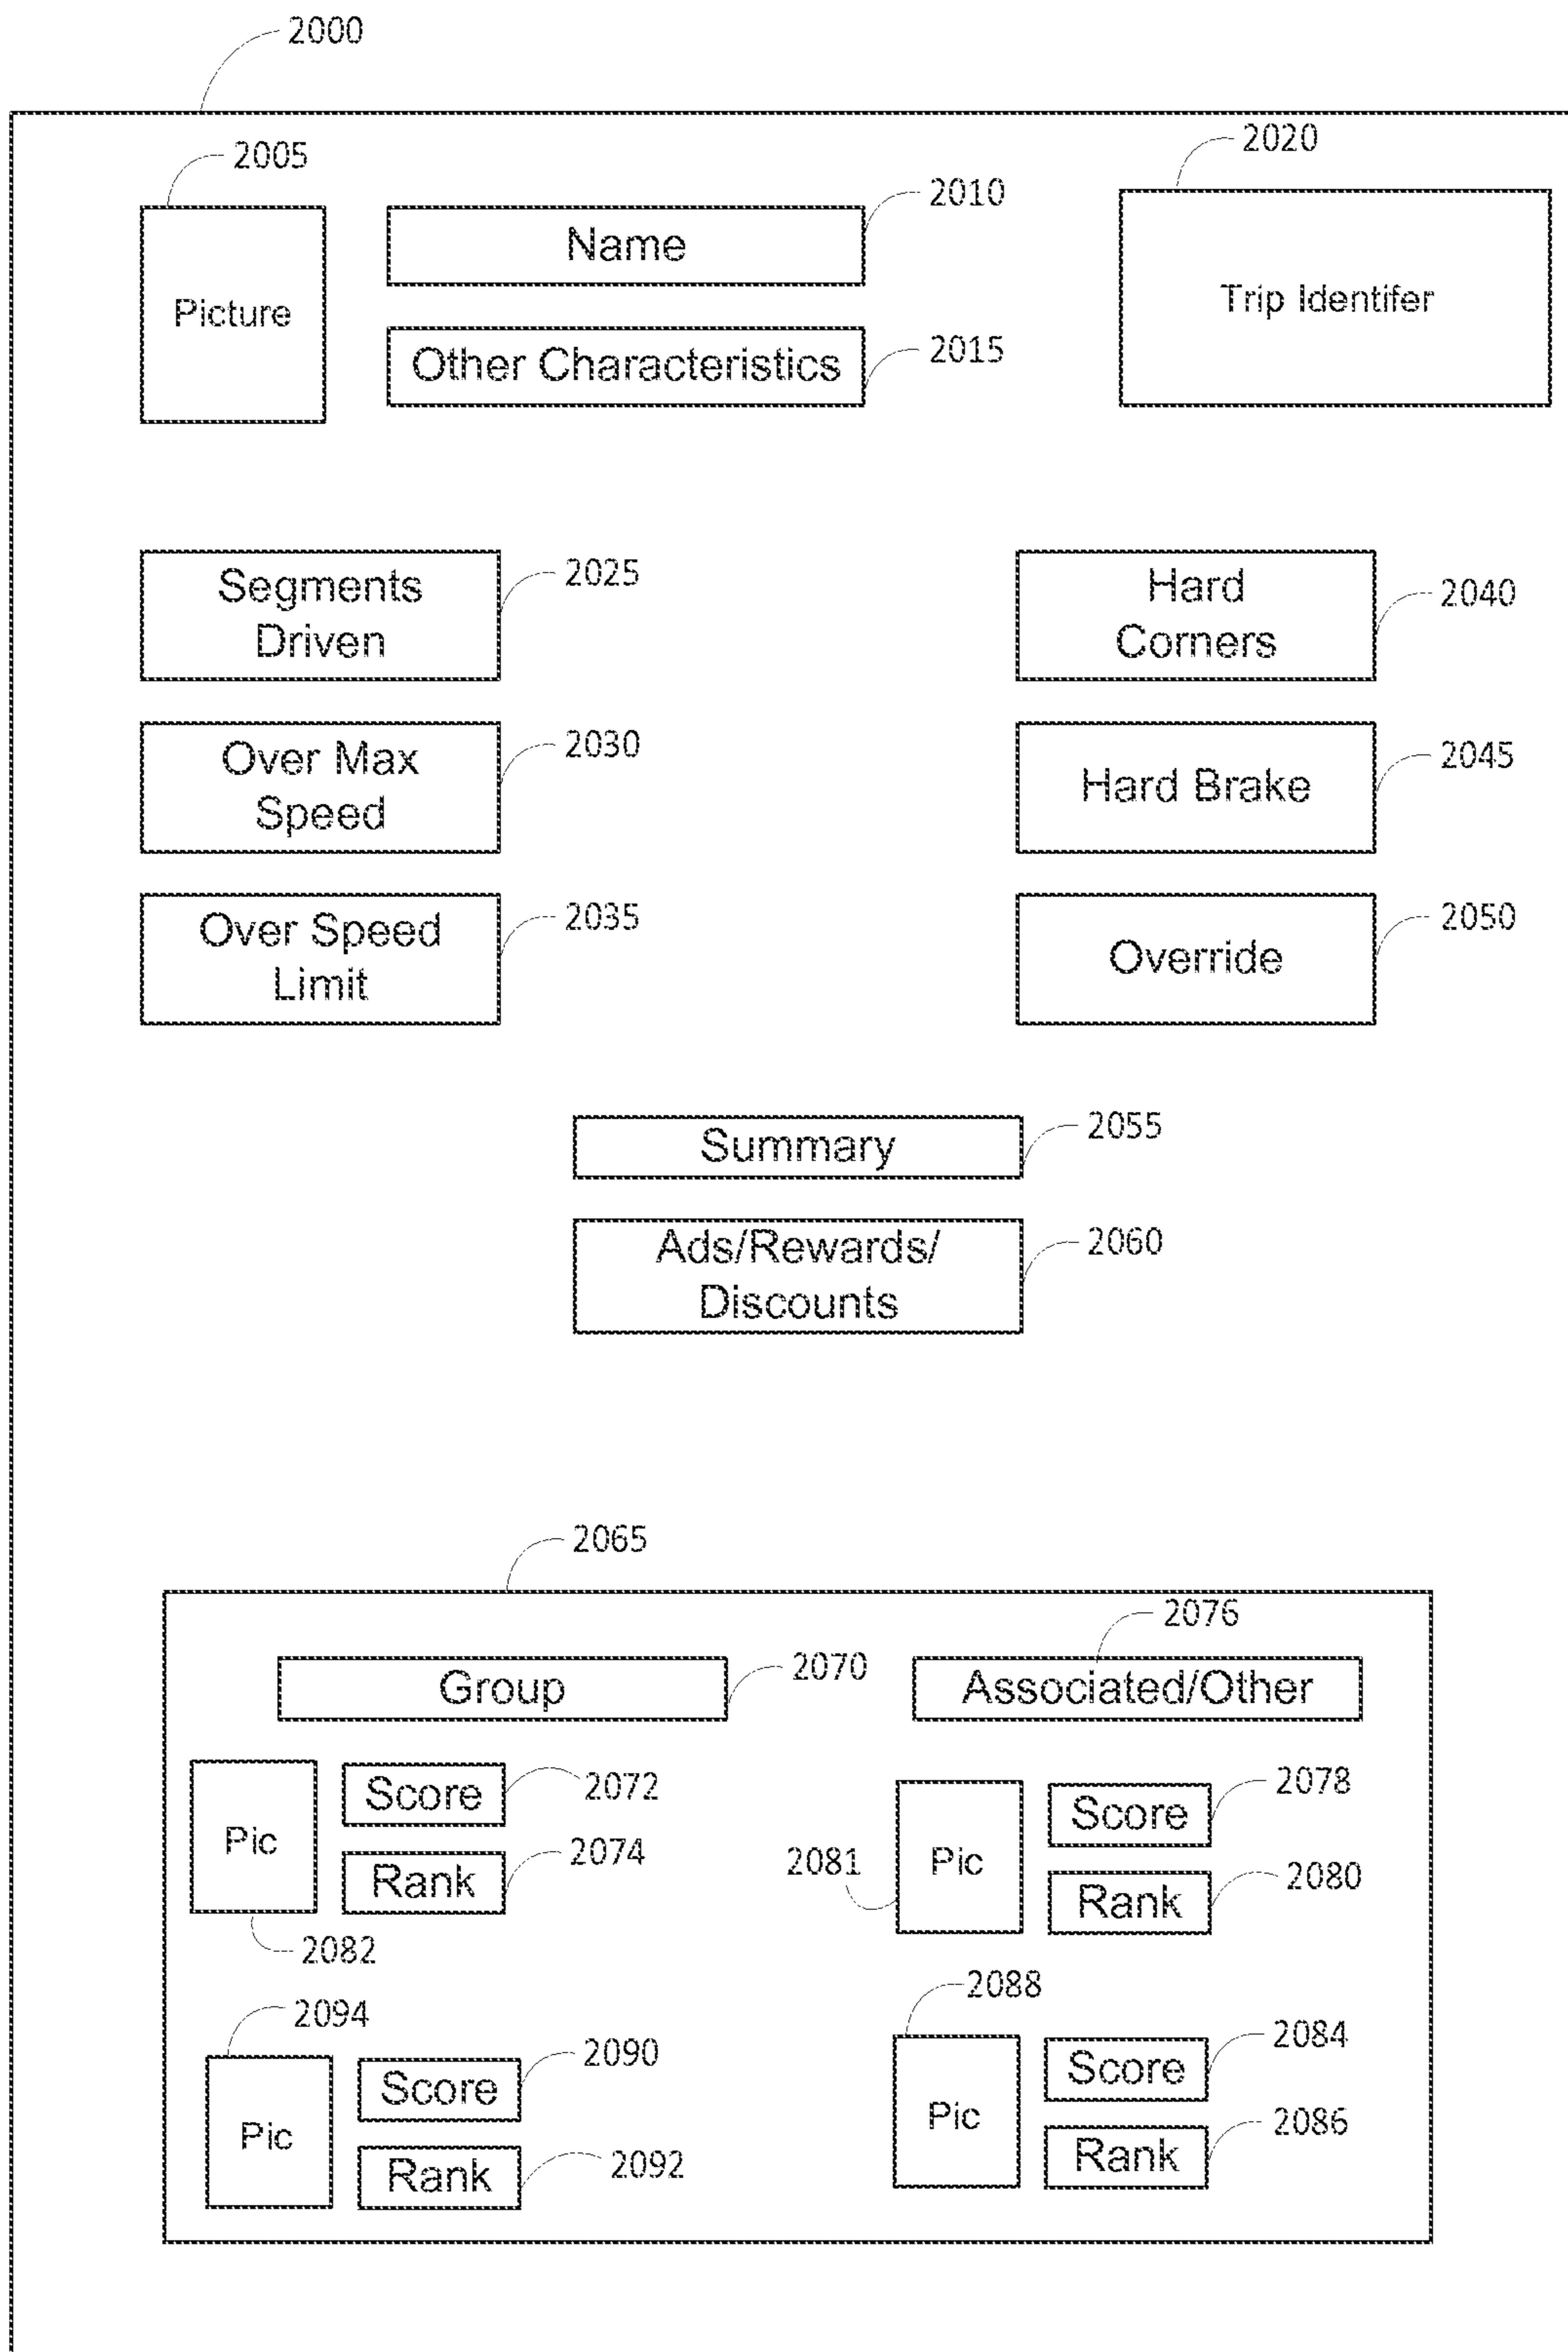 2000
2005
2020
2010
Name
Picture
Trip Identifer
Other Characteristics
2015
Segments
Driven
2025
Hard
Corners
2040
Over Max
Speed
2030
Hard Brake
2045
Over Speed
Limit
2035
Override
2050
Summary
2055
Ads/Rewards/
Discounts
2060
2065
2076
Group
2070
Associated/Other
Pic
Score
2072
Rank
2074
2082
2081
Pic
Score
2078
Rank
2080
2094
Pic
Score
2090
Rank
2092
2088
Pic
Score
2084
Rank
2086